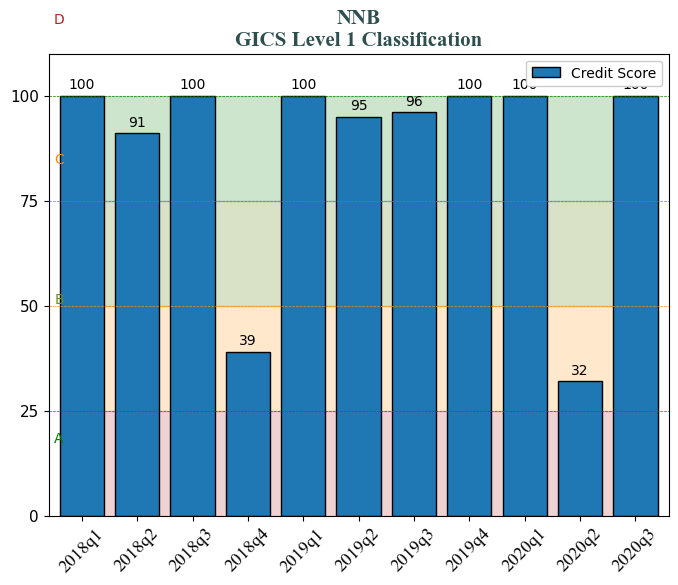 D
NNB
GICS Level 1 Classification
Credit Score
100
91
100
39
100
95
96
100
100
32
100
100
75
50
25
0
C
B
A
2018q1
2018q2
2018q3
2018q4
2019q1
2019q2
2019q3
2019q4
2020q1
2020q2
2020q3